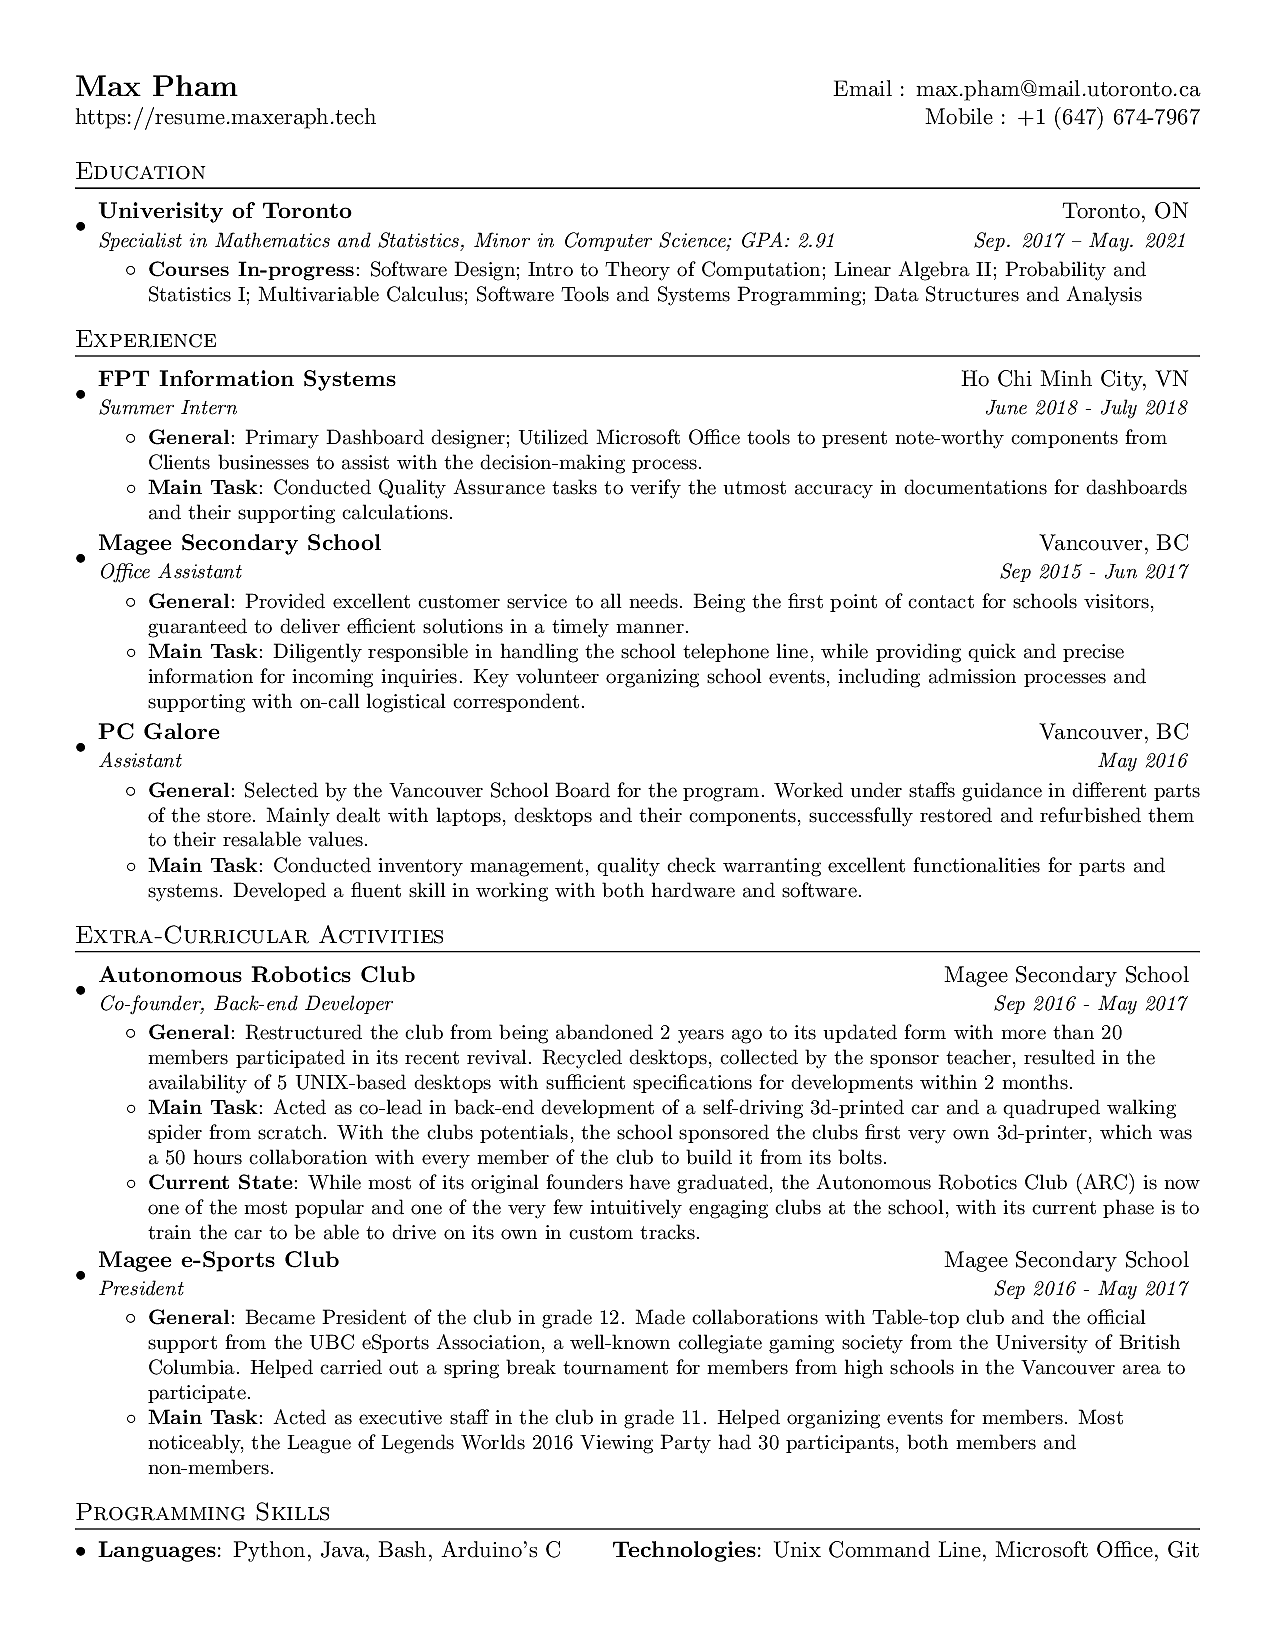 Max Pham Email : max.pham@mail.utoronto.ca
https://resume.maxeraph.tech Mobile : +1 (647) 674-7967
Education
• Univerisity of Toronto Toronto, ON
Specialist in Mathematics and Statistics, Minor in Computer Science; GPA: 2.91 Sep. 2017 – May. 2021
◦ Courses In-progress: Software Design; Intro to Theory of Computation; Linear Algebra II; Probability and
Statistics I; Multivariable Calculus; Software Tools and Systems Programming; Data Structures and Analysis
Experience
• FPT Information Systems Ho Chi Minh City, VN
Summer Intern June 2018 - July 2018
◦ General: Primary Dashboard designer; Utilized Microsoft Office tools to present note-worthy components from
Clients businesses to assist with the decision-making process.
◦ Main Task: Conducted Quality Assurance tasks to verify the utmost accuracy in documentations for dashboards
and their supporting calculations.
• Magee Secondary School Vancouver, BC
Office Assistant Sep 2015 - Jun 2017
◦ General: Provided excellent customer service to all needs. Being the first point of contact for schools visitors,
guaranteed to deliver efficient solutions in a timely manner.
◦ Main Task: Diligently responsible in handling the school telephone line, while providing quick and precise
information for incoming inquiries. Key volunteer organizing school events, including admission processes and
supporting with on-call logistical correspondent.
• PC Galore Vancouver, BC
Assistant May 2016
◦ General: Selected by the Vancouver School Board for the program. Worked under staffs guidance in different parts
of the store. Mainly dealt with laptops, desktops and their components, successfully restored and refurbished them
to their resalable values.
◦ Main Task: Conducted inventory management, quality check warranting excellent functionalities for parts and
systems. Developed a fluent skill in working with both hardware and software.
Extra-Curricular Activities
• Autonomous Robotics Club Magee Secondary School
Co-founder, Back-end Developer Sep 2016 - May 2017
◦ General: Restructured the club from being abandoned 2 years ago to its updated form with more than 20
members participated in its recent revival. Recycled desktops, collected by the sponsor teacher, resulted in the
availability of 5 UNIX-based desktops with sufficient specifications for developments within 2 months.
◦ Main Task: Acted as co-lead in back-end development of a self-driving 3d-printed car and a quadruped walking
spider from scratch. With the clubs potentials, the school sponsored the clubs first very own 3d-printer, which was
a 50 hours collaboration with every member of the club to build it from its bolts.
◦ Current State: While most of its original founders have graduated, the Autonomous Robotics Club (ARC) is now
one of the most popular and one of the very few intuitively engaging clubs at the school, with its current phase is to
train the car to be able to drive on its own in custom tracks.
• Magee e-Sports Club Magee Secondary School
President Sep 2016 - May 2017
◦ General: Became President of the club in grade 12. Made collaborations with Table-top club and the official
support from the UBC eSports Association, a well-known collegiate gaming society from the University of British
Columbia. Helped carried out a spring break tournament for members from high schools in the Vancouver area to
participate.
◦ Main Task: Acted as executive staff in the club in grade 11. Helped organizing events for members. Most
noticeably, the League of Legends Worlds 2016 Viewing Party had 30 participants, both members and
non-members.
Programming Skills
• Languages: Python, Java, Bash, Arduino's C Technologies: Unix Command Line, Microsoft Office, Git